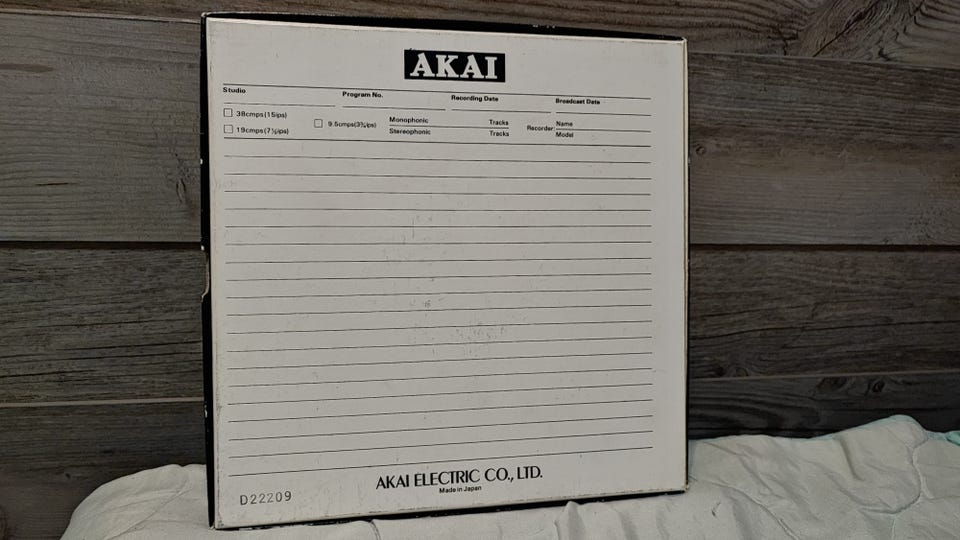 AKAI
Studio Program No. Recording Date Broadcast Date
38cmps(15ips) 9.5cmps(3¾ips) Monophonic Tracks Recorder: Name
19cmps(7½ips) Stereophonic Tracks Model
AKAI ELECTRIC CO., LTD.
Made in Japan
D22209